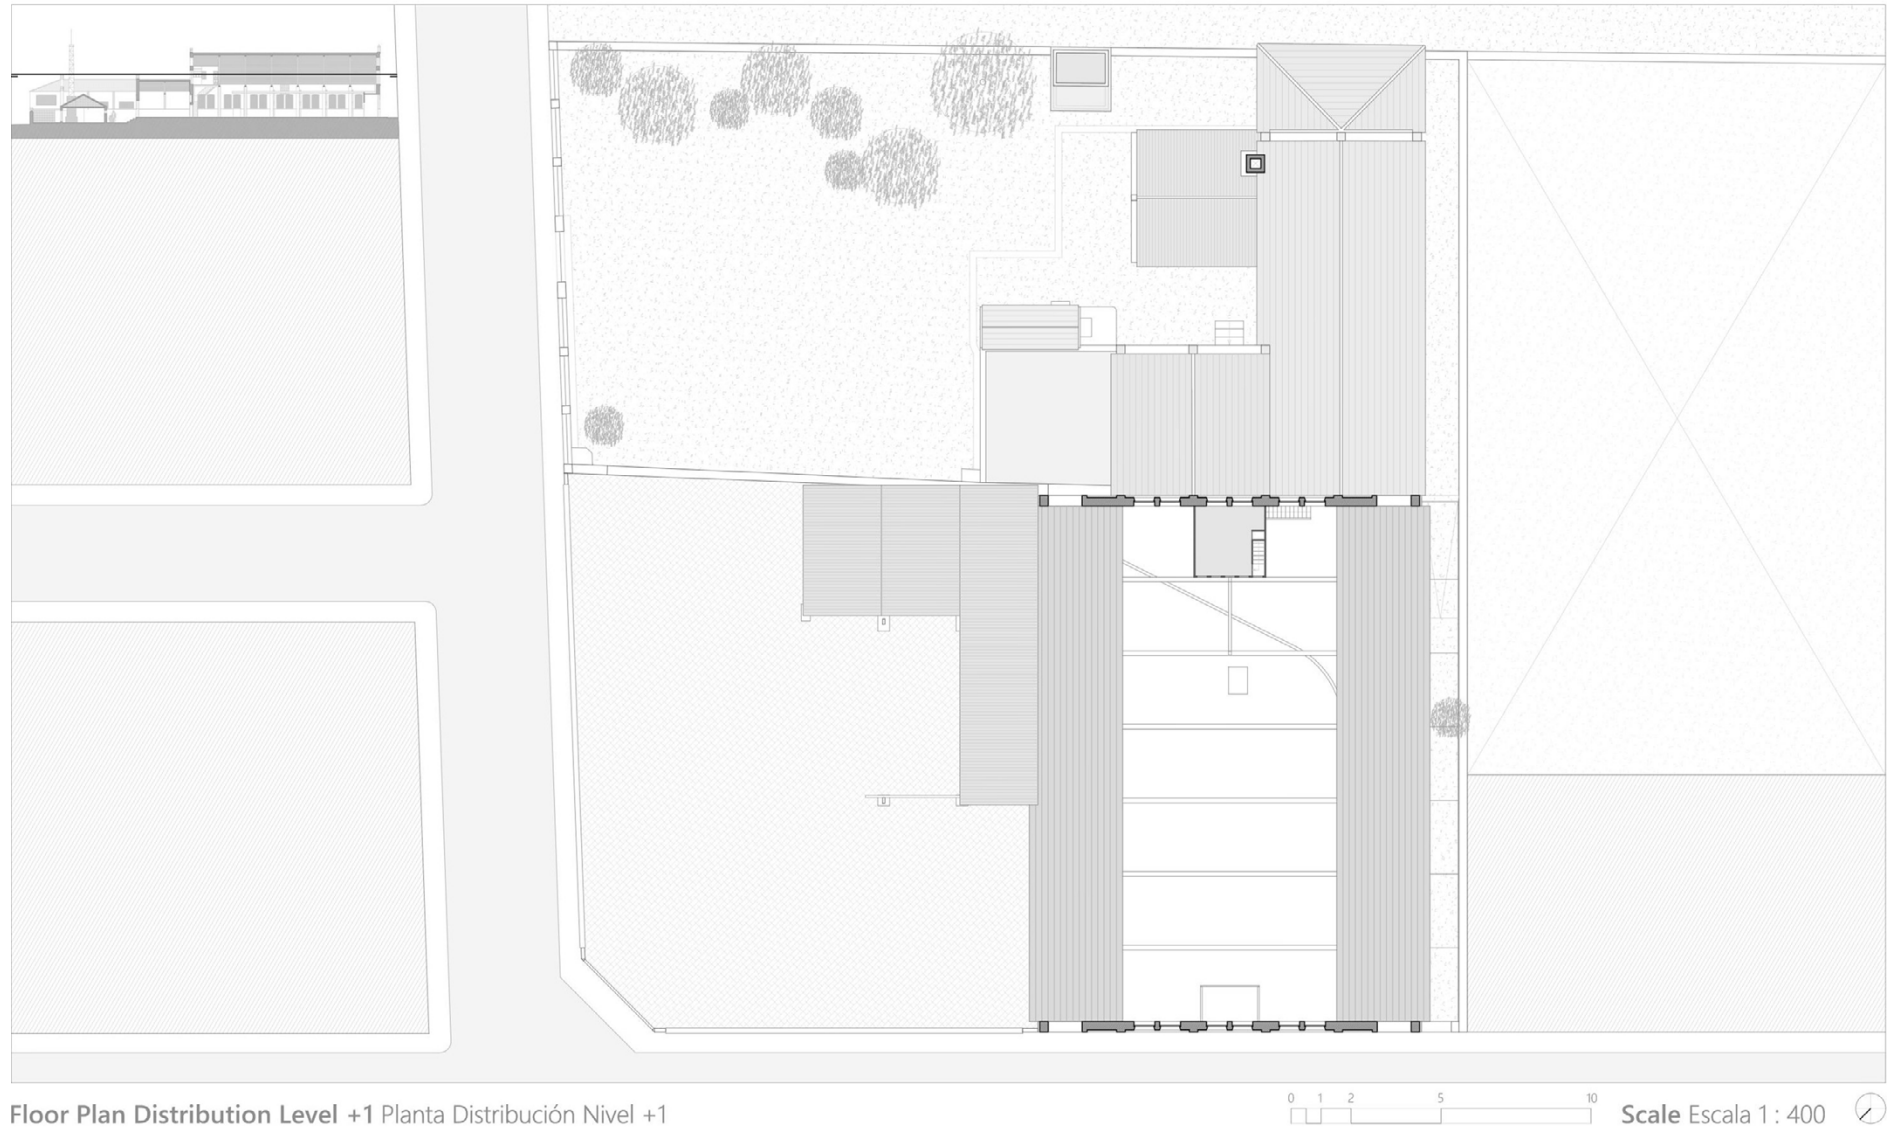 0 1 2 5 10
Floor Plan Distribution Level +1 Planta Distribución Nivel +1
Scale Escala 1 : 400